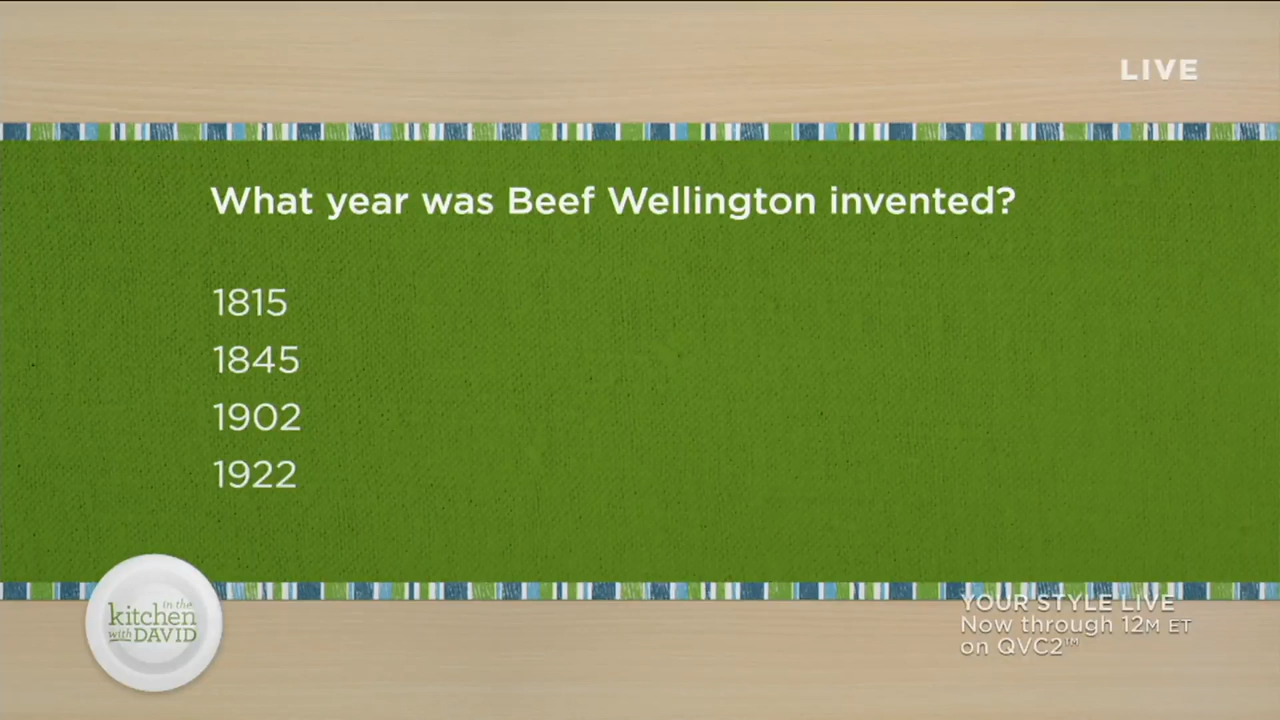 LIVE
What year was Beef Wellington invented?
1815
1845
1902
1922
in the
kitchen
with DAVID
YOUR STYLE LIVE
Now through 12M ET
on QVC2™